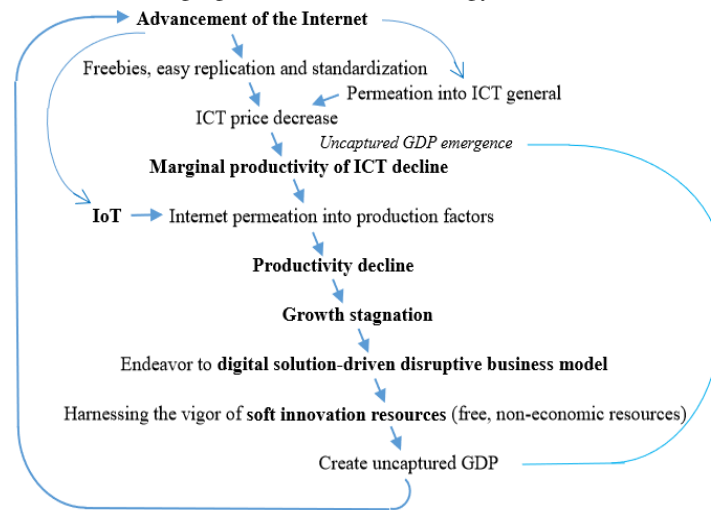 Advancement of the Internet
Freebies, easy replication and standardization
Permeation into ICT general
ICT price decrease
Uncaptured GDP emergence
Marginal productivity of ICT decline
IoT
Internet permeation into production factors
Productivity decline
Growth stagnation
Endeavor to digital solution-driven disruptive business model
Harnessing the vigor of soft innovation resources (free, non-economic resources)
Create uncaptured GDP